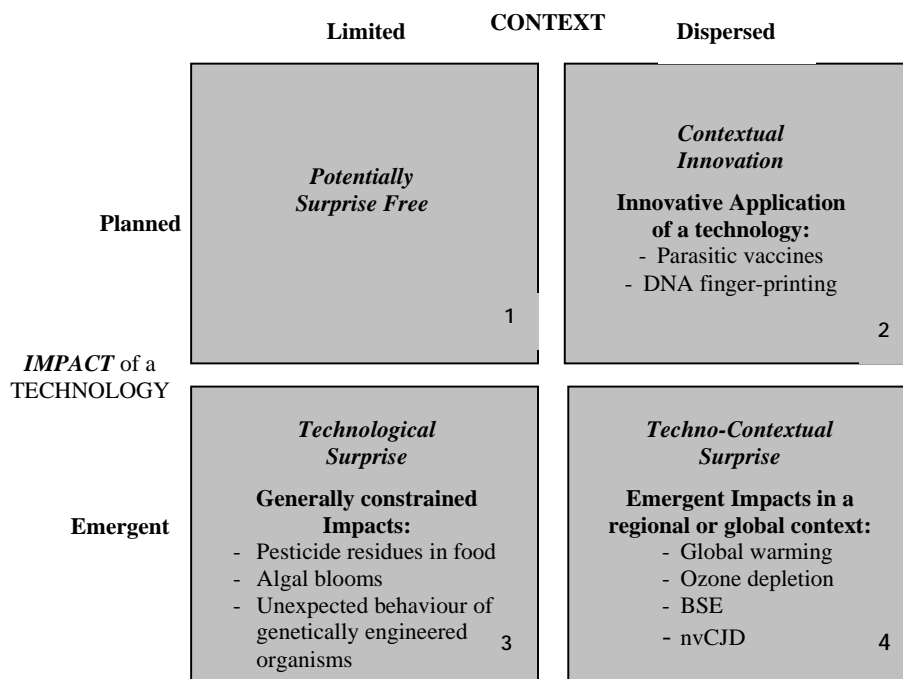 CONTEXT
Limited
Dispersed
Planned
Potentially
Surprise Free
1
Contextual
Innovation
Innovative Application
of a technology:
- Parasitic vaccines
- DNA finger-printing
2
IMPACT of a
TECHNOLOGY
Emergent
Technological
Surprise
Generally constrained
Impacts:
- Pesticide residues in food
- Algal blooms
- Unexpected behaviour of
genetically engineered
organisms
3
Techno-Contextual
Surprise
Emergent Impacts in a
regional or global context:
- Global warming
- Ozone depletion
- BSE
- nvCJD
4